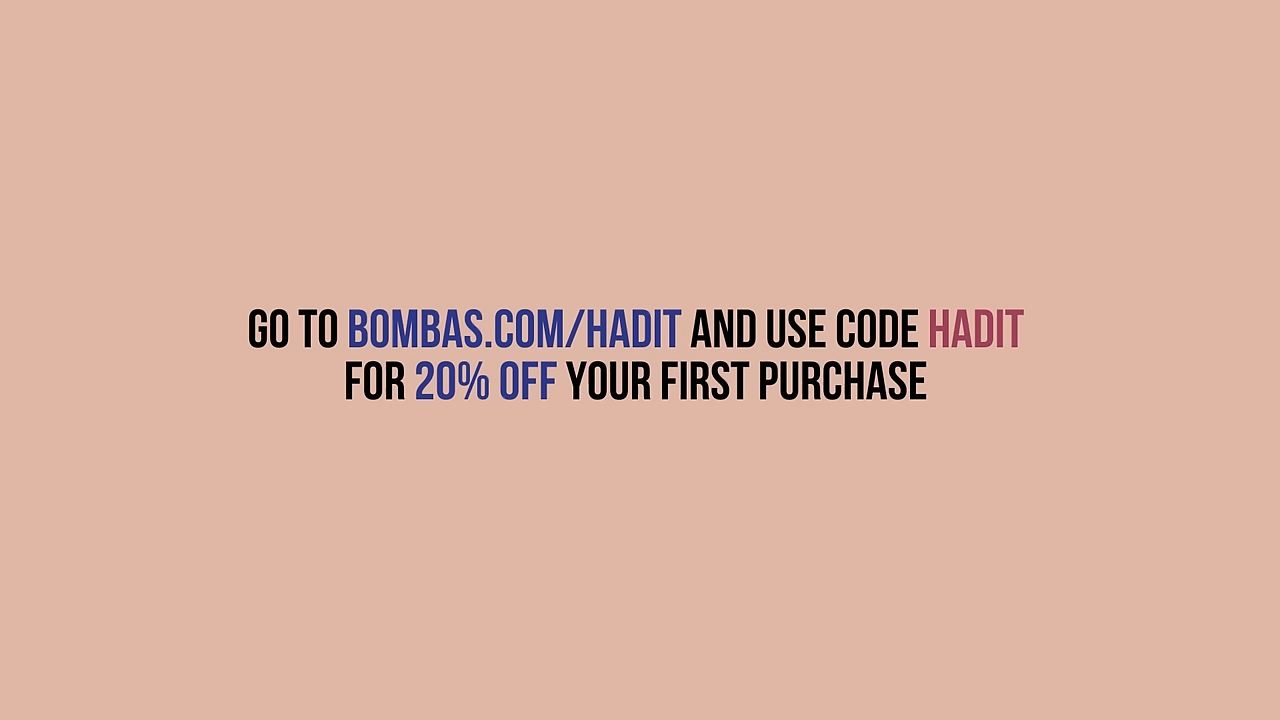 GO TO BOMBAS.COM/HADIT AND USE CODE HADIT
FOR 20% OFF YOUR FIRST PURCHASE